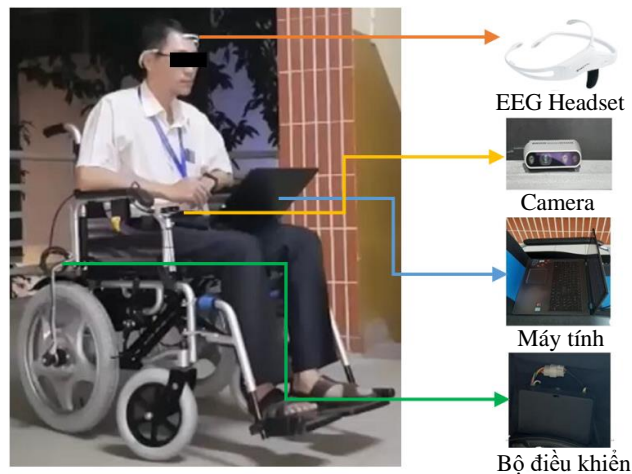 EEG Headset
Camera
Máy tính
Bộ điều khiển